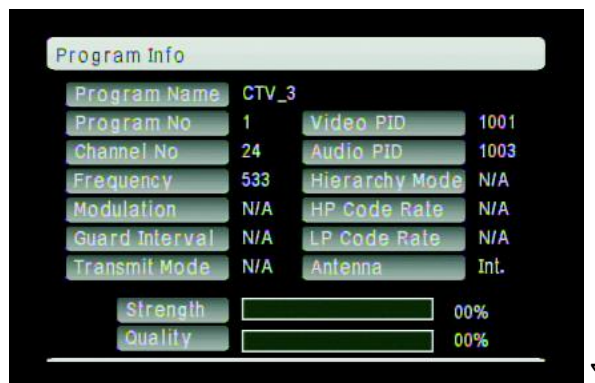 Program Info
Program Name CTV_3
Program No 1 Video PID 1001
Channel No 24 Audio PID 1003
Frequency 533 Hierarchy Mode N/A
Modulation N/A HP Code Rate N/A
Guard Interval N/A LP Code Rate N/A
Transmit Mode N/A Antenna Int.
Strength 00%
Quality 00%